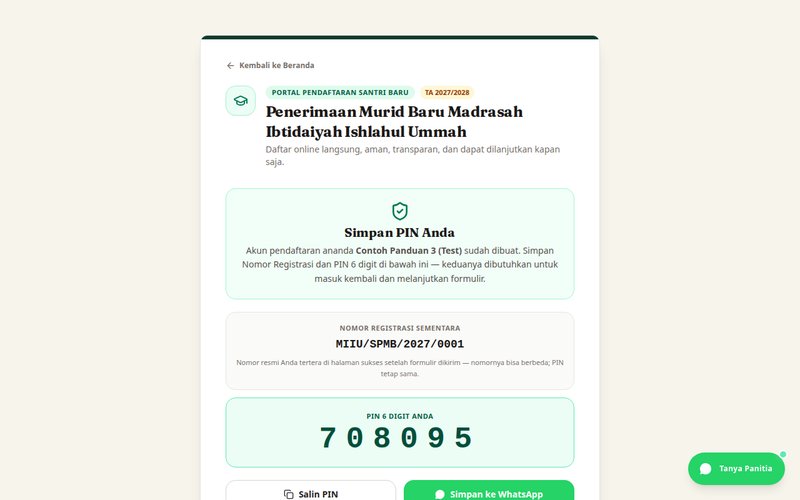 Kembali ke Beranda
PORTAL PENDAFTARAN SANTRI BARU TA 2027/2028
Penerimaan Murid Baru Madrasah
Ibtidaiyah Ishlahul Ummah
Daftar online langsung, aman, transparan, dan dapat dilanjutkan kapan
saja.
Simpan PIN Anda
Akun pendaftaran ananda Contoh Panduan 3 (Test) sudah dibuat. Simpan
Nomor Registrasi dan PIN 6 digit di bawah ini — keduanya dibutuhkan untuk
masuk kembali dan melanjutkan formulir.
NOMOR REGISTRASI SEMENTARA
MIIU/SPMB/2027/0001
Nomor resmi Anda tertera di halaman sukses setelah formulir dikirim — nomornya bisa berbeda; PIN
tetap sama.
PIN 6 DIGIT ANDA
708095
Salin PIN
Simpan ke WhatsApp
Tanya Panitia